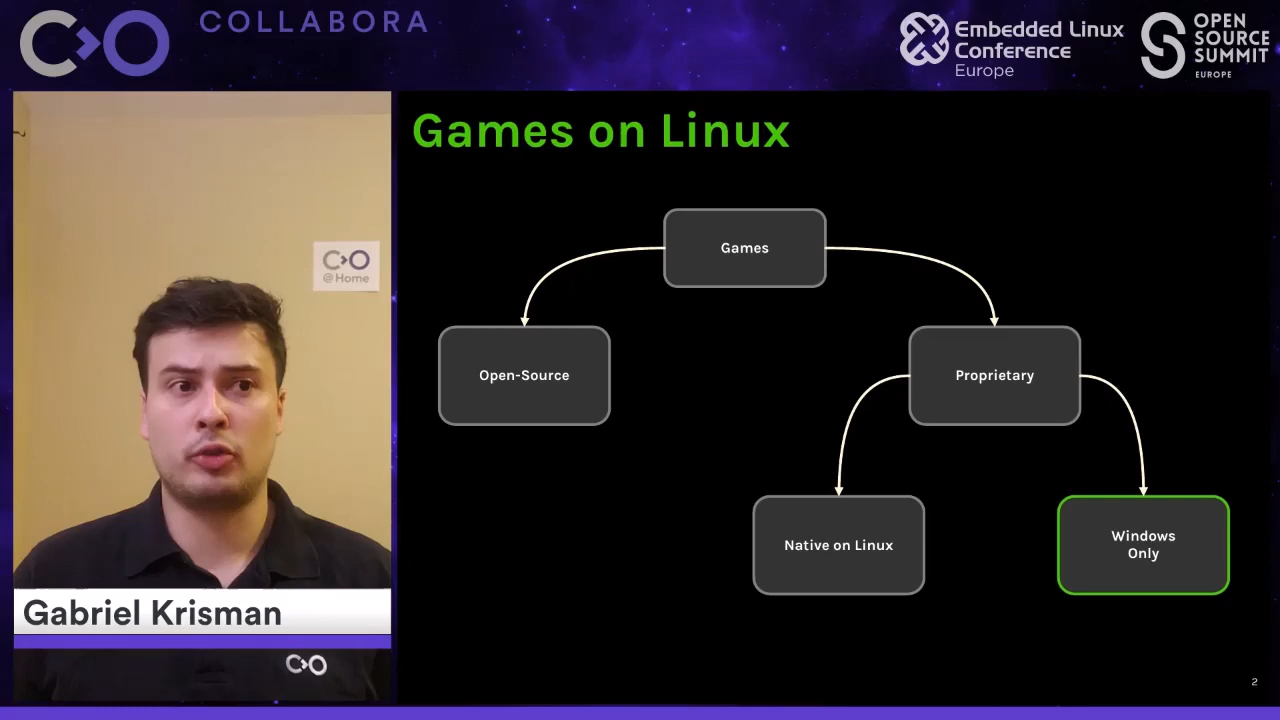 COLLABORA
Embedded Linux
Conference
Europe
OPEN
SOURCE
SUMMIT
EUROPE
Games on Linux
@Home
Games
Open-Source
Proprietary
Native on Linux
Windows
Only
Gabriel Krisman
2